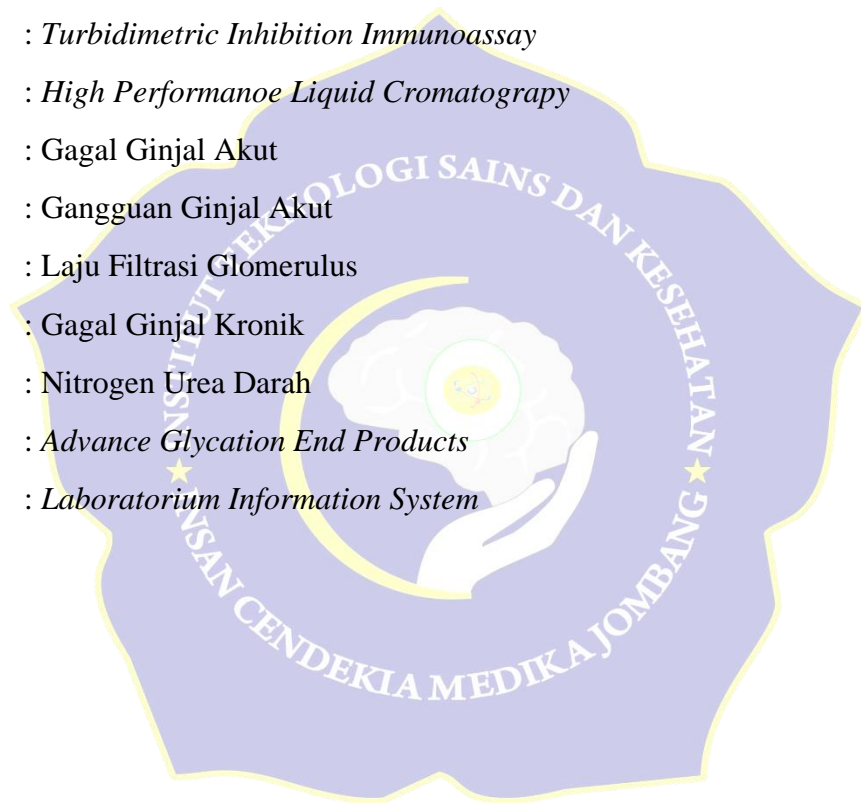 : Turbidimetric Inhibition Immunoassay
: High Performanoe Liquid Cromatograpy
: Gagal Ginjal Akut
: Gangguan Ginjal Akut
: Laju Filtrasi Glomerulus
: Gagal Ginjal Kronik
: Nitrogen Urea Darah
: Advance Glycation End Products
: Laboratorium Information System
INSTITUT TEKNOLOGI SAINS DAN KESEHATAN
INSAN CENDEKIA MEDIKA JOMBANG